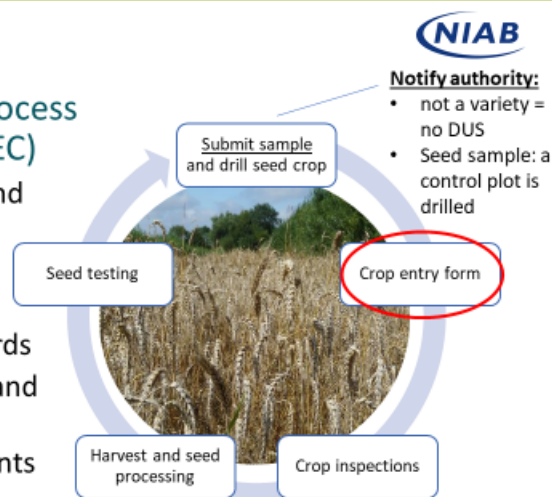 NIAB
Notify authority:
• not a variety =
no DUS
• Seed sample: a
control plot is
drilled
ocess
EC)
nd
rds
and
nts
Submit sample
and drill seed crop
Crop entry form
Crop inspections
Harvest and seed
processing
Seed testing